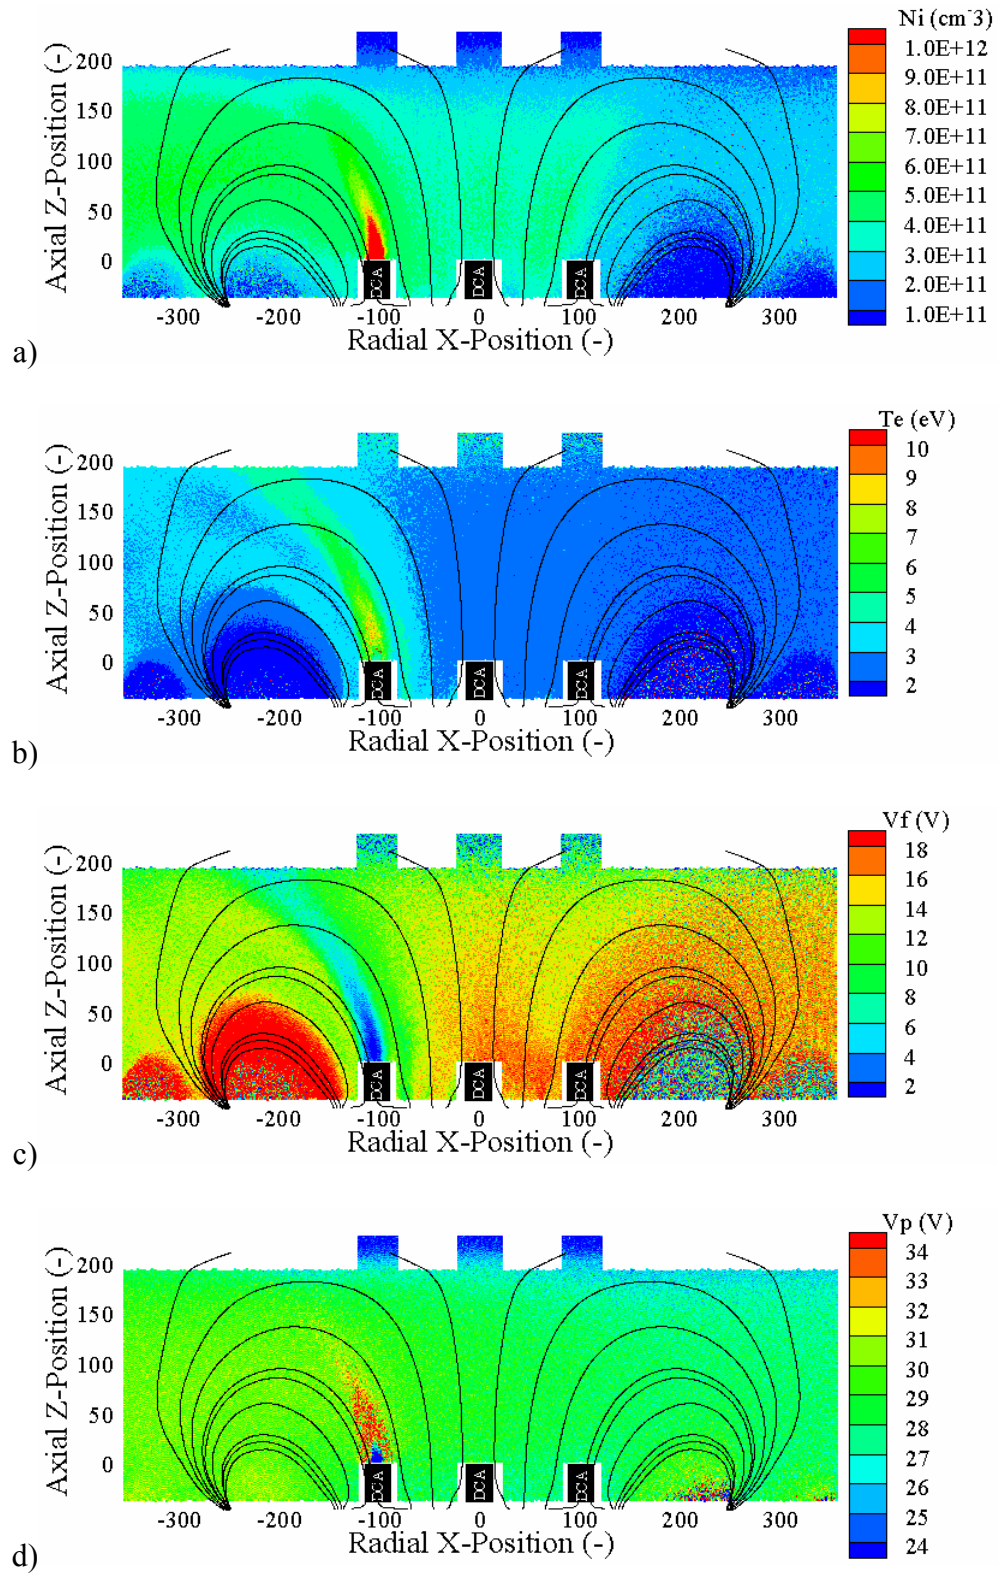 Ni (cm-3)
1.0E+12
9.0E+11
8.0E+11
7.0E+11
6.0E+11
5.0E+11
4.0E+11
3.0E+11
2.0E+11
1.0E+11
Axial Z-Position (-)
200
150
100
50
0
DCA DCA DCA
-300 -200 -100 0 100 200 300
Radial X-Position (-)
a)
Te (eV)
10
9
8
7
6
5
4
3
2
Axial Z-Position (-)
200
150
100
50
0
DCA DCA DCA
-300 -200 -100 0 100 200 300
Radial X-Position (-)
b)
Vf (V)
18
16
14
12
10
8
6
4
2
Axial Z-Position (-)
200
150
100
50
0
DCA DCA DCA
-300 -200 -100 0 100 200 300
Radial X-Position (-)
c)
Vp (V)
34
33
32
31
30
29
28
27
26
25
24
Axial Z-Position (-)
200
150
100
50
0
DCA DCA DCA
-300 -200 -100 0 100 200 300
Radial X-Position (-)
d)